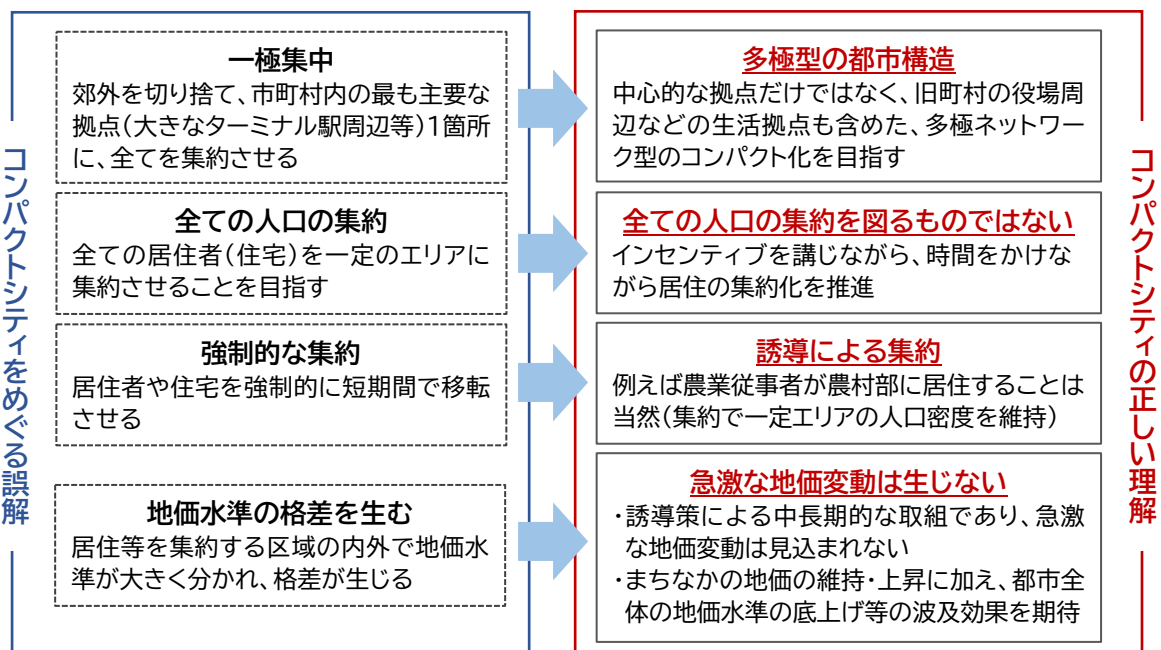 コンパクトシティをめぐる誤解
一極集中
郊外を切り捨て、市町村内の最も主要な
拠点(大きなターミナル駅周辺等)1箇所
に、全てを集約させる
全ての人口の集約
全ての居住者(住宅)を一定のエリアに
集約させることを目指す
強制的な集約
居住者や住宅を強制的に短期間で移転
させる
地価水準の格差を生む
居住等を集約する区域の内外で地価水
準が大きく分かれ、格差が生じる
コンパクトシティの正しい理解
多極型の都市構造
中心的な拠点だけではなく、旧町村の役場周
辺などの生活拠点も含めた、多極ネットワー
ク型のコンパクト化を目指す
全ての人口の集約を図るものではない
インセンティブを講じながら、時間をかけな
がら居住の集約化を推進
誘導による集約
例えば農業従事者が農村部に居住することは
当然(集約で一定エリアの人口密度を維持)
急激な地価変動は生じない
・誘導策による中長期的な取組であり、急激
な地価変動は見込まれない
・まちなかの地価の維持・上昇に加え、都市全
体の地価水準の底上げ等の波及効果を期待